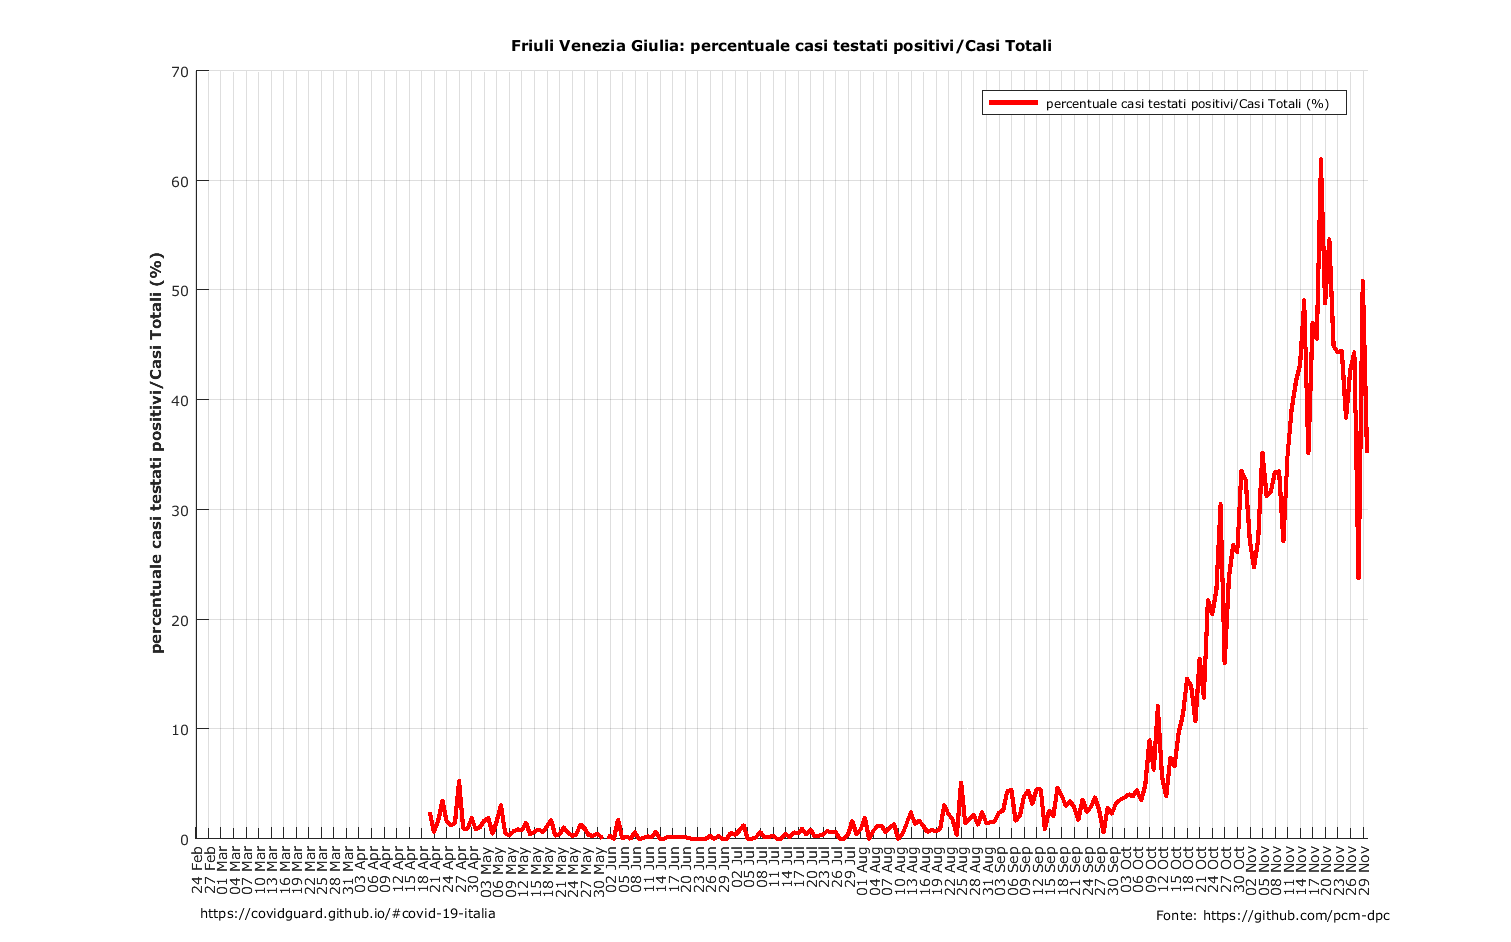 Friuli Venezia Giulia: percentuale casi testati positivi/Casi Totali
percentuale casi testati positivi/Casi Totali (%)
percentuale casi testati positivi/Casi Totali (%)
70
60
50
40
30
20
10
0
24 Feb
27 Feb
01 Mar
04 Mar
07 Mar
10 Mar
13 Mar
16 Mar
19 Mar
22 Mar
25 Mar
28 Mar
31 Mar
03 Apr
06 Apr
09 Apr
12 Apr
15 Apr
18 Apr
21 Apr
24 Apr
27 Apr
30 Apr
03 May
06 May
09 May
12 May
15 May
18 May
21 May
24 May
27 May
30 May
02 Jun
05 Jun
08 Jun
11 Jun
14 Jun
17 Jun
20 Jun
23 Jun
26 Jun
29 Jun
02 Jul
05 Jul
08 Jul
11 Jul
14 Jul
17 Jul
20 Jul
23 Jul
26 Jul
29 Jul
01 Aug
04 Aug
07 Aug
10 Aug
13 Aug
16 Aug
19 Aug
22 Aug
25 Aug
28 Aug
31 Aug
03 Sep
06 Sep
09 Sep
12 Sep
15 Sep
18 Sep
21 Sep
24 Sep
27 Sep
30 Sep
03 Oct
06 Oct
09 Oct
12 Oct
15 Oct
18 Oct
21 Oct
24 Oct
27 Oct
30 Oct
02 Nov
05 Nov
08 Nov
11 Nov
14 Nov
17 Nov
20 Nov
23 Nov
26 Nov
29 Nov
https://covidguard.github.io/#covid-19-italia
Fonte: https://github.com/pcm-dpc